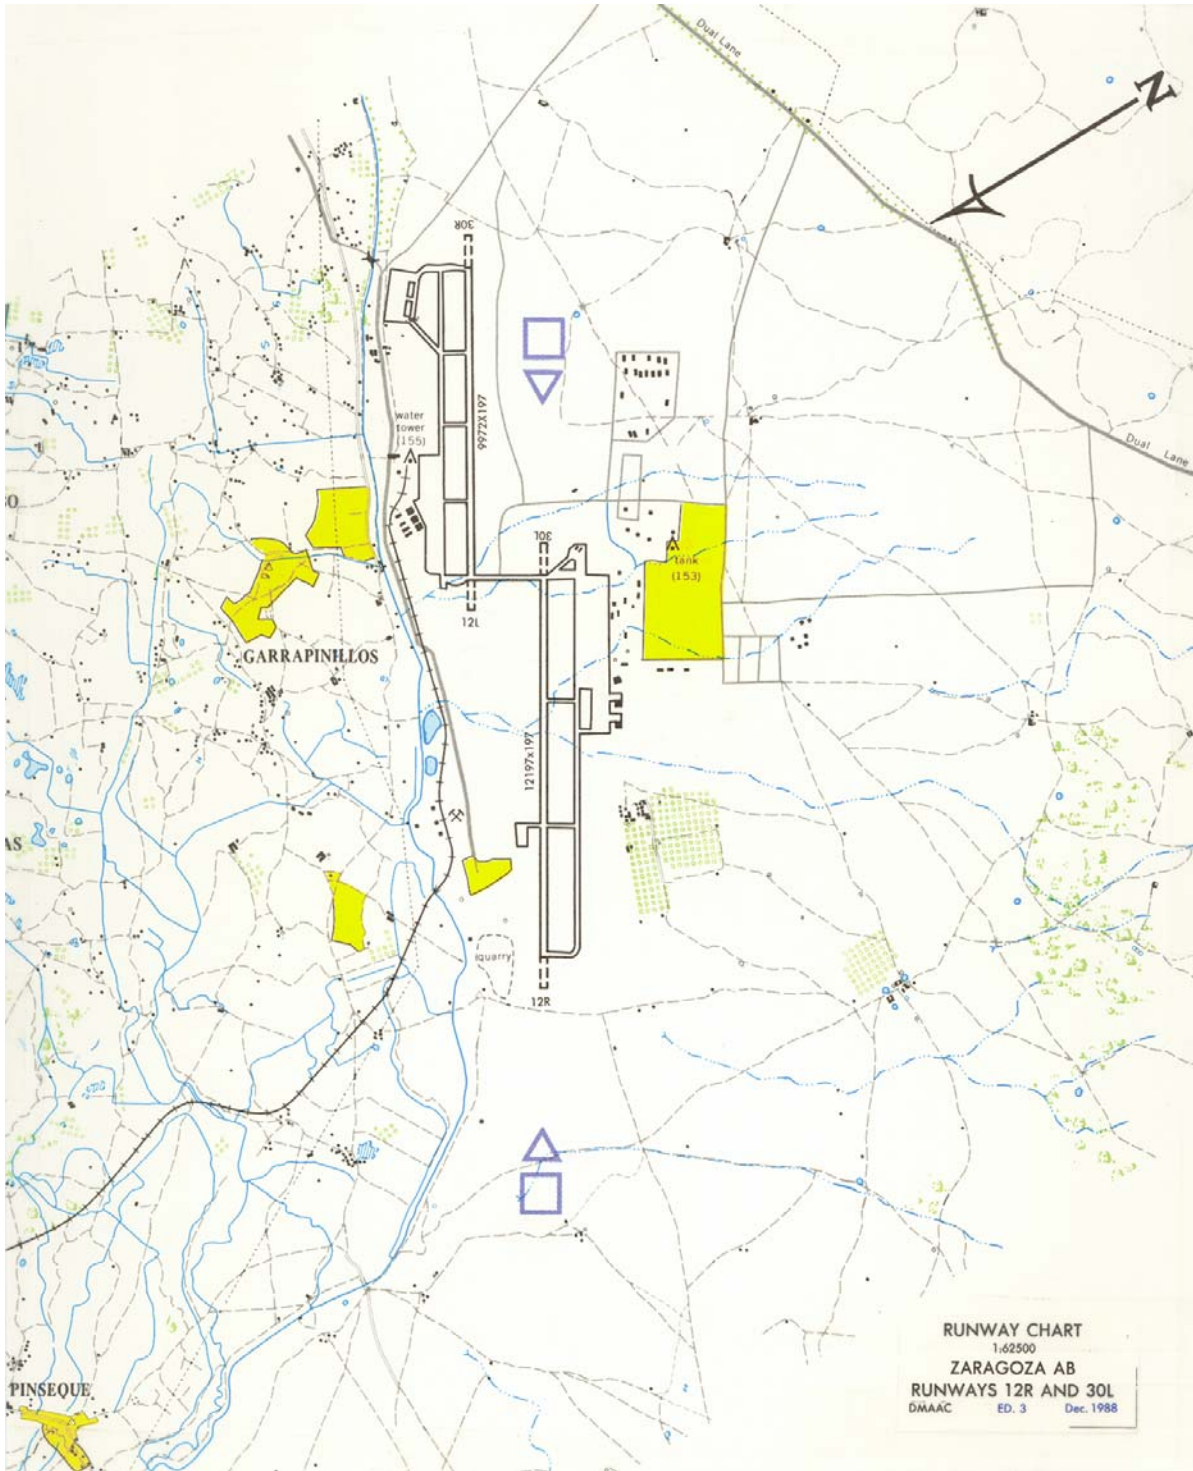 Dual Lane
N
30R
water
tower
(155)
9972X197
Dual Lane
30L
tank
(153)
12L
GARRAPINILLOS
12197x197
quarry
12R
PINSEQUE
RUNWAY CHART
1:62500
ZARAGOZA AB
RUNWAYS 12R AND 30L
DMAAC ED. 3 Dec. 1988